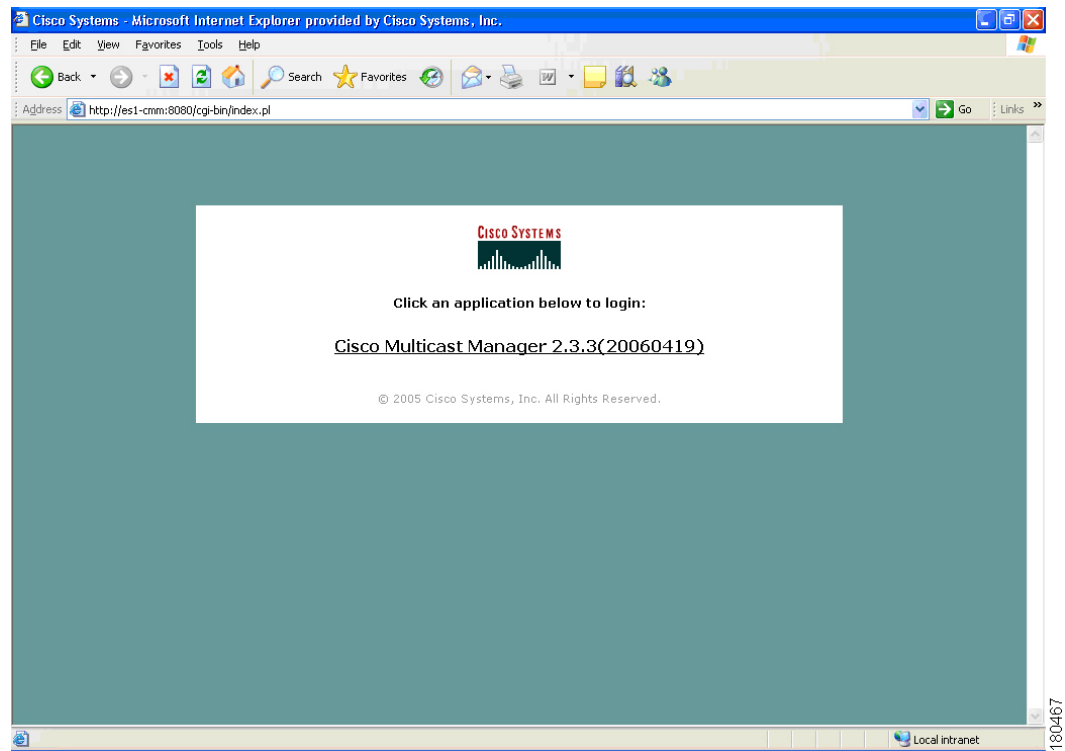 Cisco Systems - Microsoft Internet Explorer provided by Cisco Systems, Inc.
File Edit View Favorites Tools Help
Back Search Favorites
Address http://es1-cmm:8080/cgi-bin/index.pl Go Links »
CISCO SYSTEMS
Click an application below to login:
Cisco Multicast Manager 2.3.3(20060419)
© 2005 Cisco Systems, Inc. All Rights Reserved.
Local intranet
180467